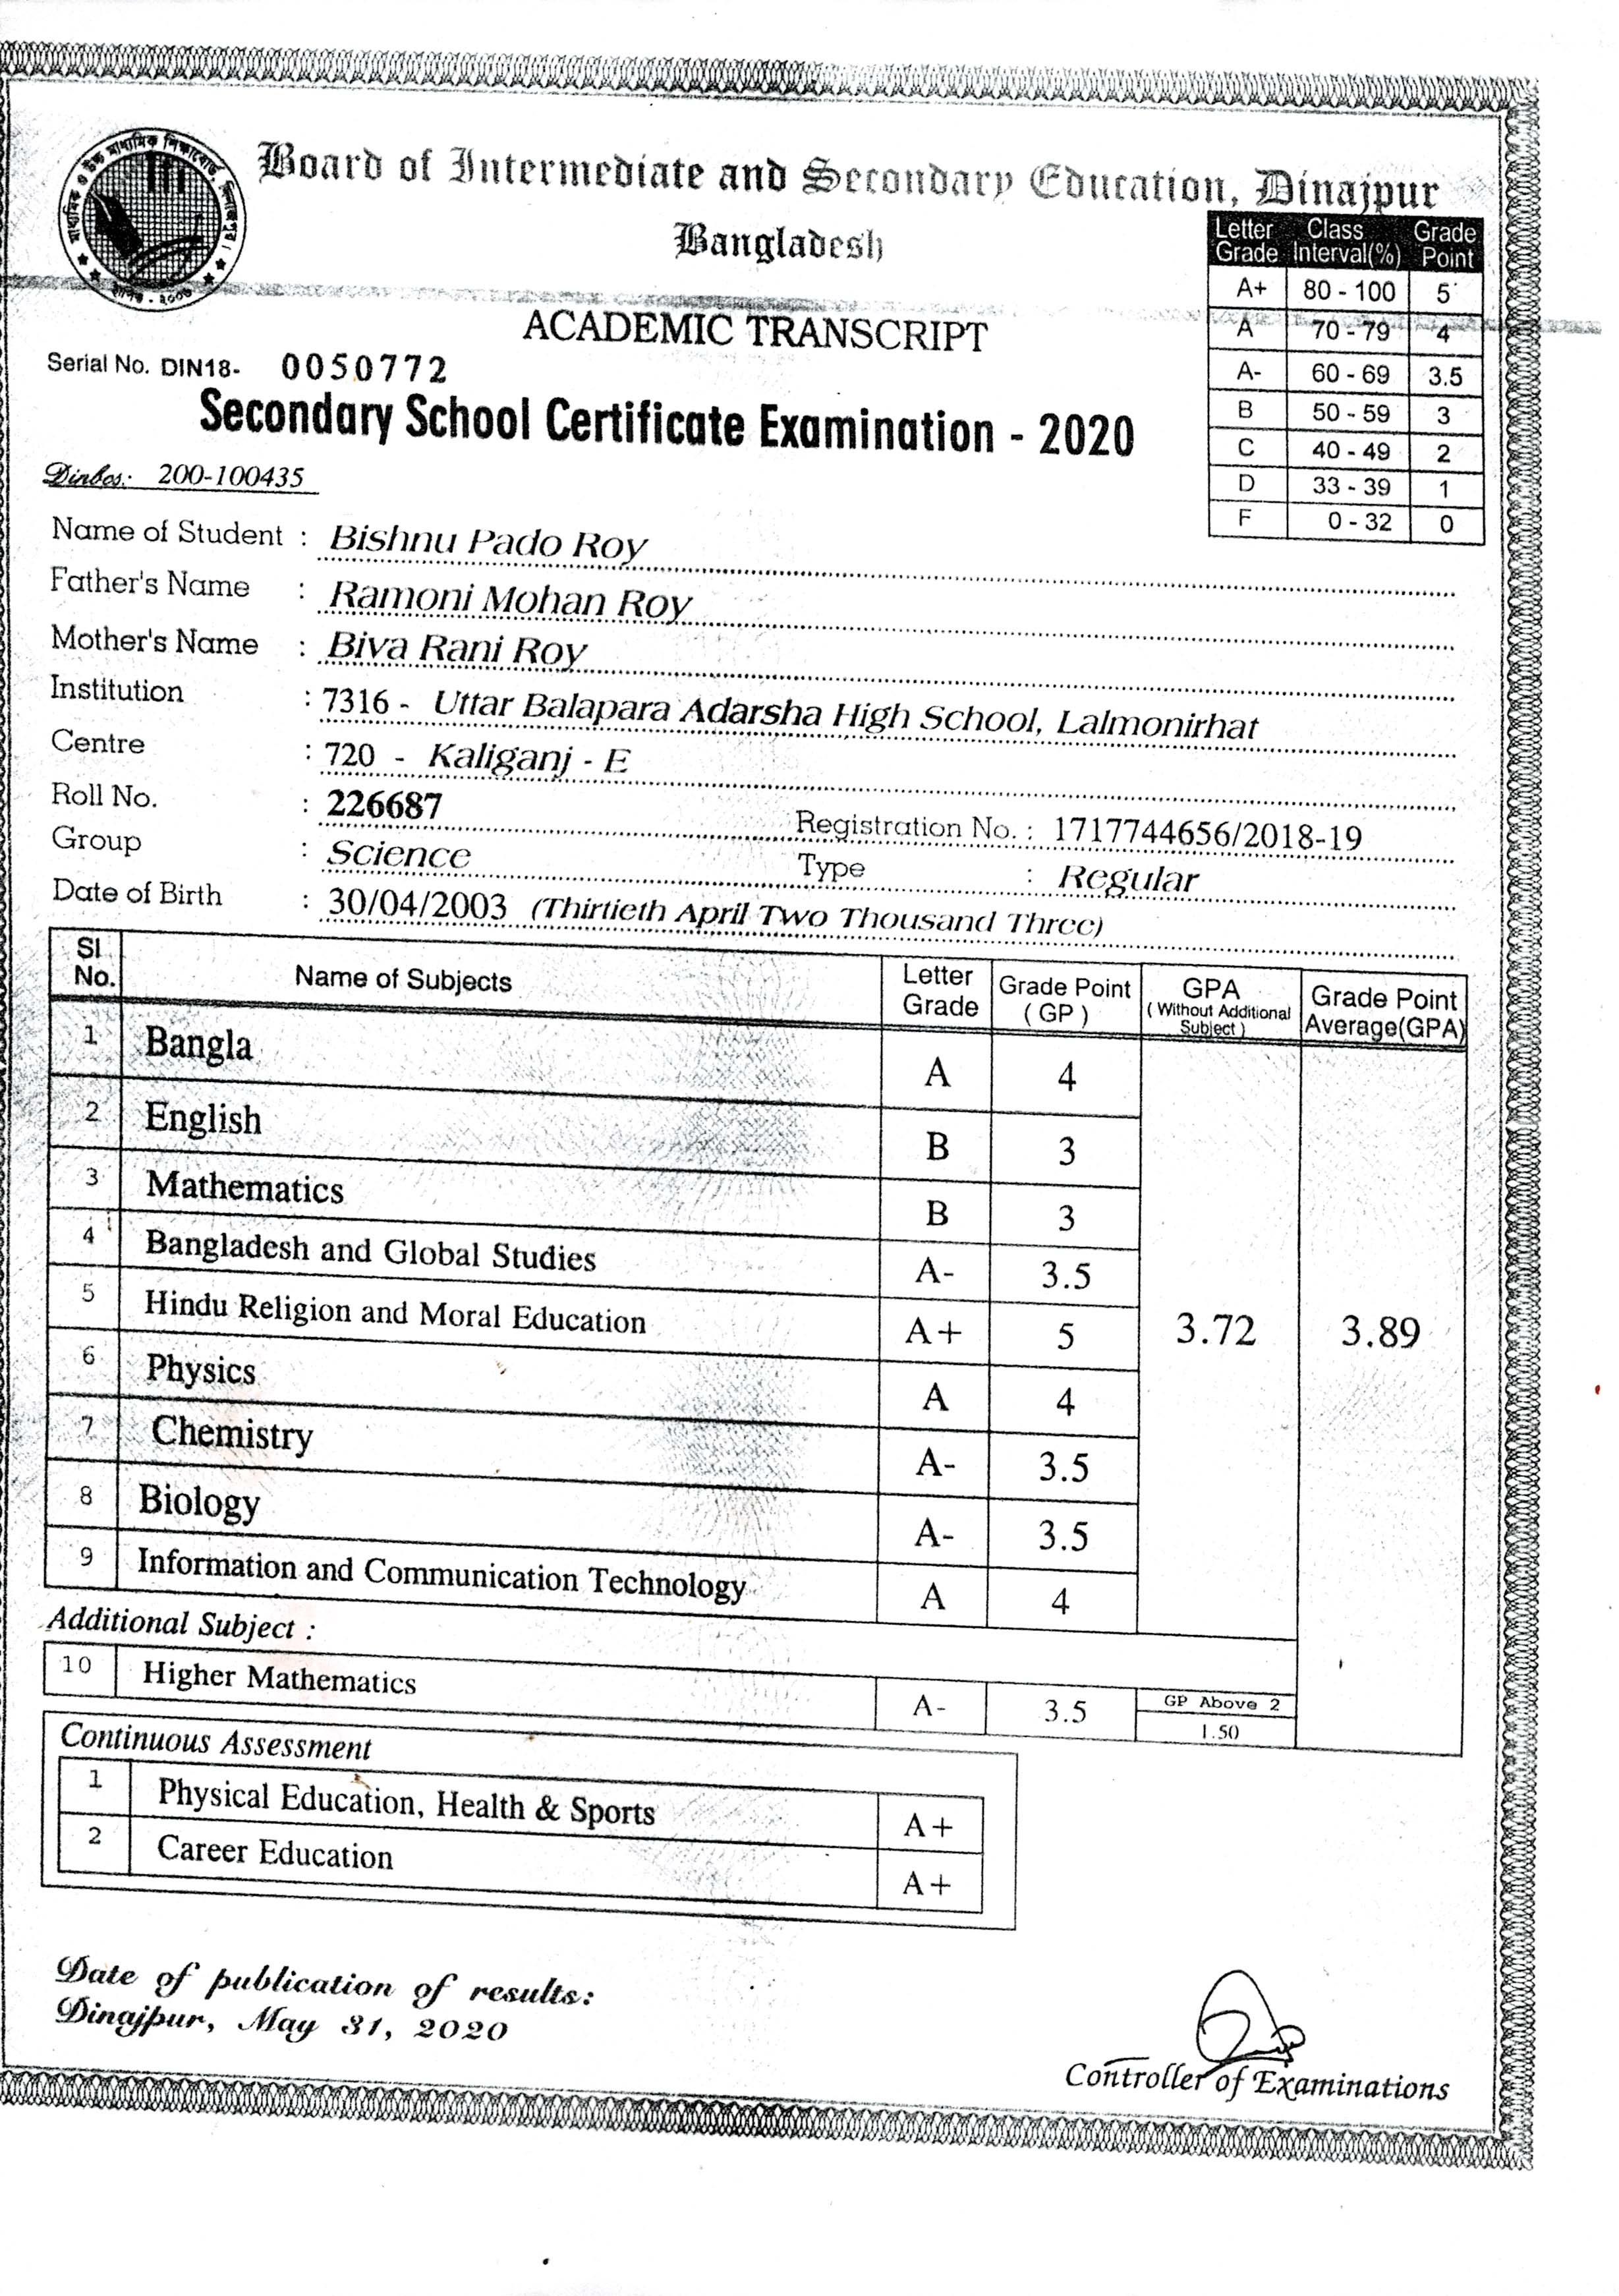 মাধ্যমিক ও উচ্চ মাধ্যমিক শিক্ষাবোর্ড, দিনাজপুর।
স্থাপিত - ২০০৬
Board of Intermediate and Secondary Education, Dinajpur
Bangladesh
Letter Grade Class Interval(%) Grade Point
A+ 80 - 100 5
A 70 - 79 4
A- 60 - 69 3.5
B 50 - 59 3
C 40 - 49 2
D 33 - 39 1
F 0 - 32 0
ACADEMIC TRANSCRIPT
Serial No. DIN18- 0050772
Secondary School Certificate Examination - 2020
Dinbos: 200-100435
Name of Student : Bishnu Pado Roy
Father's Name : Ramoni Mohan Roy
Mother's Name : Biva Rani Roy
Institution : 7316 - Uttar Balapara Adarsha High School, Lalmonirhat
Centre : 720 - Kaliganj - E
Roll No. : 226687 Registration No. : 1717744656/2018-19
Group : Science Type : Regular
Date of Birth : 30/04/2003 (Thirtieth April Two Thousand Three)
Sl. No. Name of Subjects Letter Grade Grade Point ( GP ) GPA ( Without Additional Subject ) Grade Point Average(GPA)
1 Bangla A 4
2 English B 3
3 Mathematics B 3
4 Bangladesh and Global Studies A- 3.5
5 Hindu Religion and Moral Education A+ 5 3.72 3.89
6 Physics A 4
7 Chemistry A- 3.5
8 Biology A- 3.5
9 Information and Communication Technology A 4
Additional Subject :
10 Higher Mathematics A- 3.5 GP Above 2
1.50
Continuous Assessment
1 Physical Education, Health & Sports A+
2 Career Education A+
Date of publication of results:
Dinajpur, May 31, 2020
Controller of Examinations